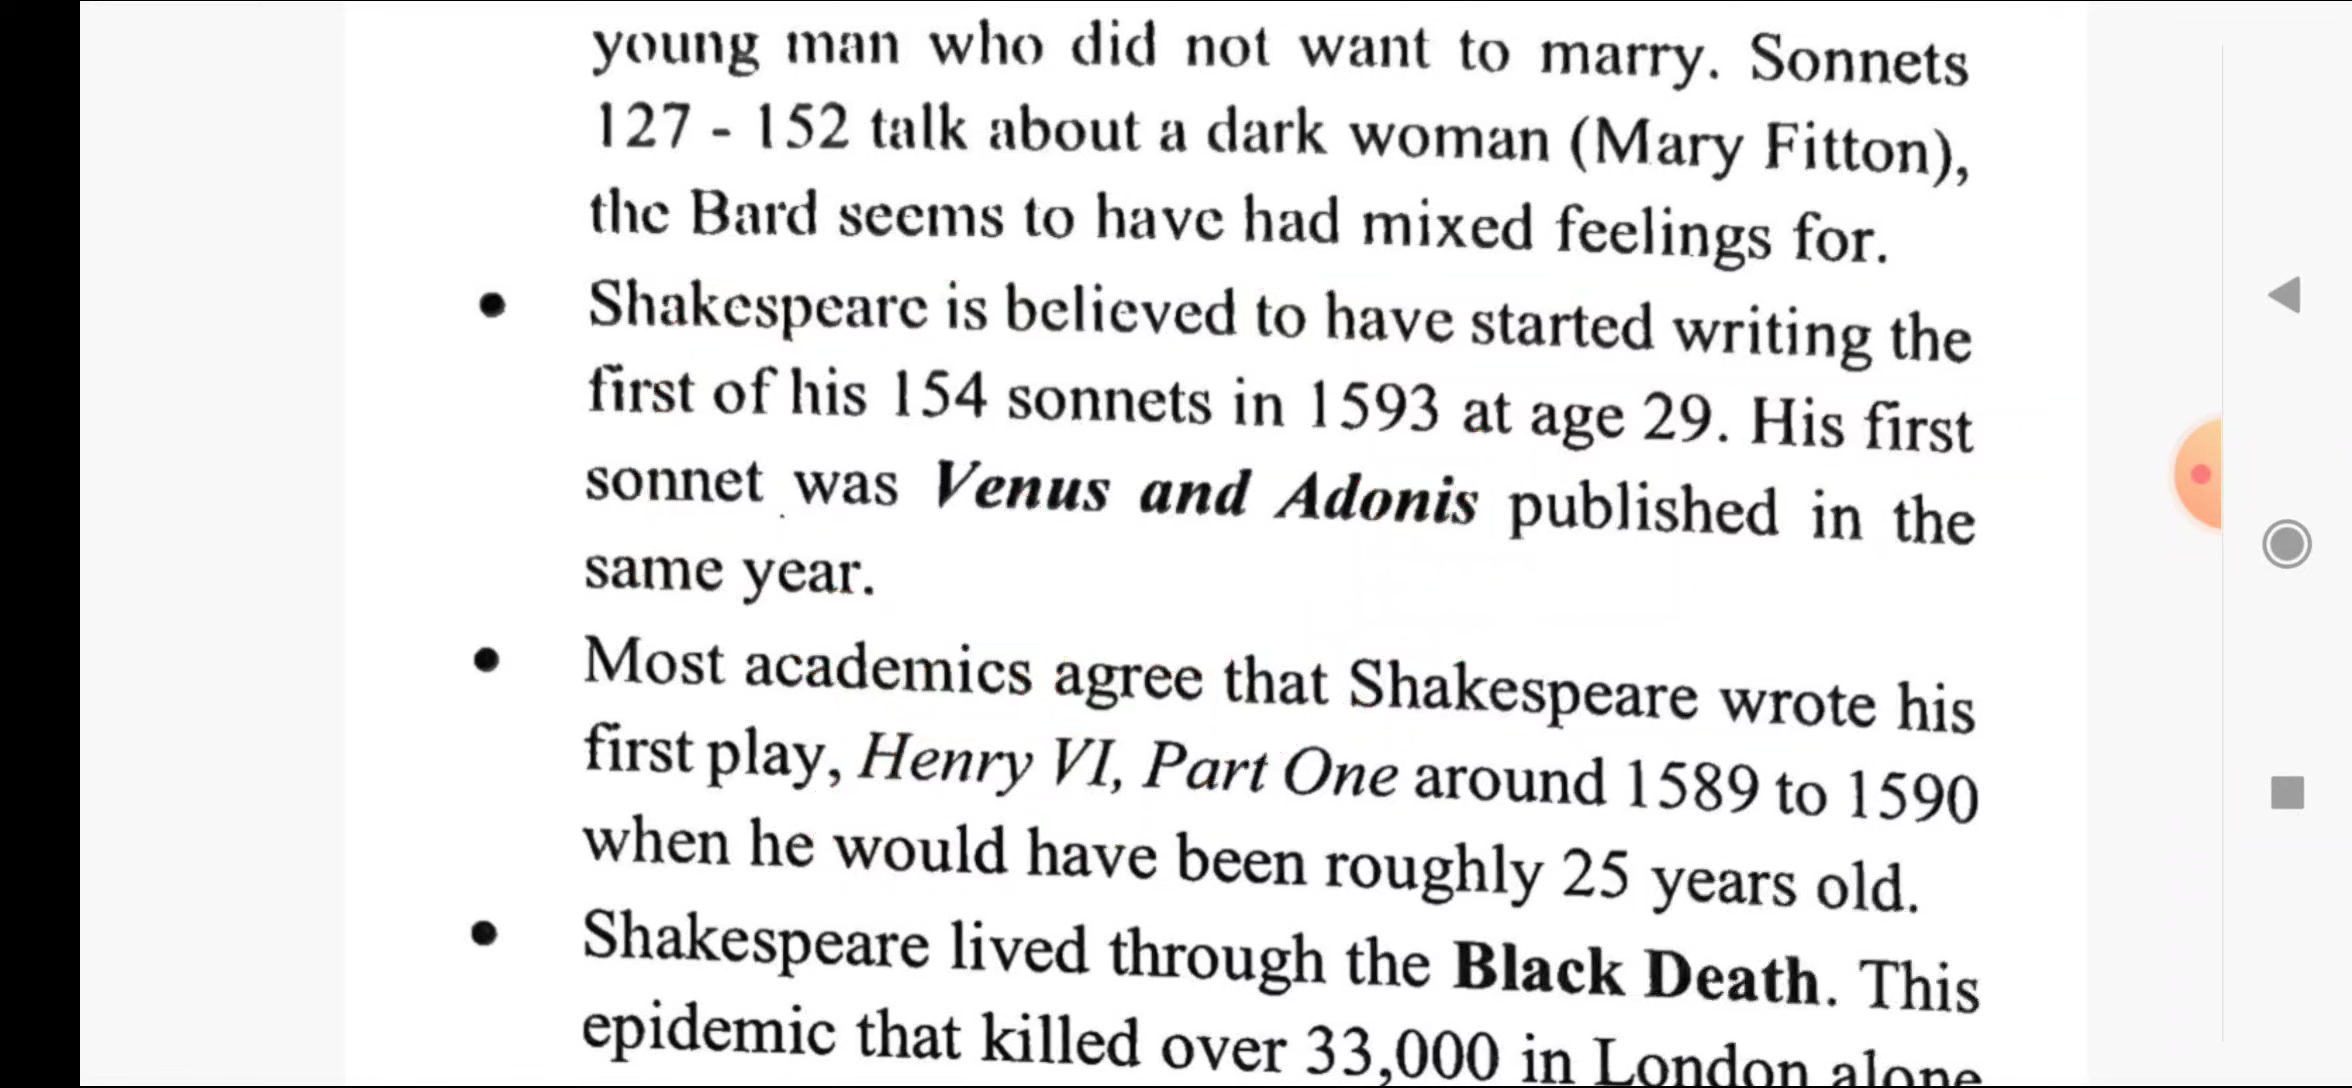 young man who did not want to marry. Sonnets
127 - 152 talk about a dark woman (Mary Fitton),
the Bard seems to have had mixed feelings for.
• Shakespeare is believed to have started writing the
first of his 154 sonnets in 1593 at age 29. His first
sonnet was Venus and Adonis published in the
same year.
• Most academics agree that Shakespeare wrote his
first play, Henry VI, Part One around 1589 to 1590
when he would have been roughly 25 years old.
• Shakespeare lived through the Black Death. This
epidemic that killed over 33,000 in London alone